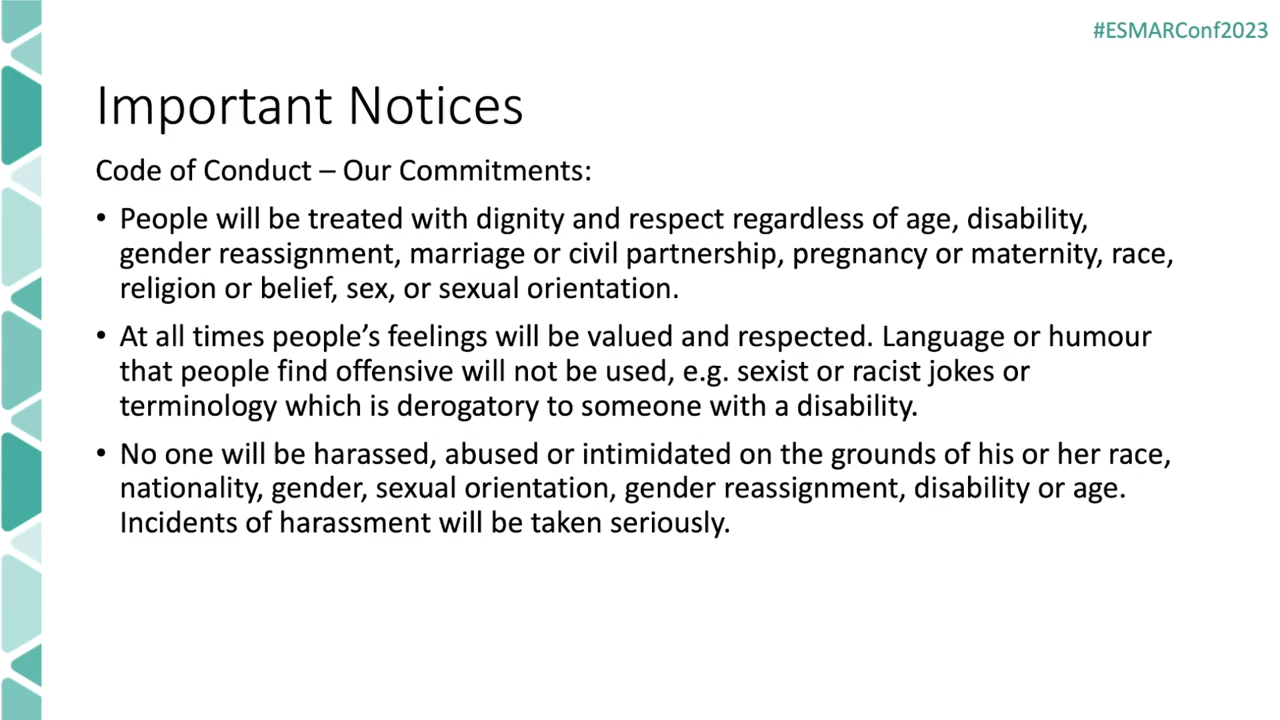 #ESMARConf2023
Important Notices
Code of Conduct – Our Commitments:
• People will be treated with dignity and respect regardless of age, disability,
gender reassignment, marriage or civil partnership, pregnancy or maternity, race,
religion or belief, sex, or sexual orientation.
• At all times people’s feelings will be valued and respected. Language or humour
that people find offensive will not be used, e.g. sexist or racist jokes or
terminology which is derogatory to someone with a disability.
• No one will be harassed, abused or intimidated on the grounds of his or her race,
nationality, gender, sexual orientation, gender reassignment, disability or age.
Incidents of harassment will be taken seriously.